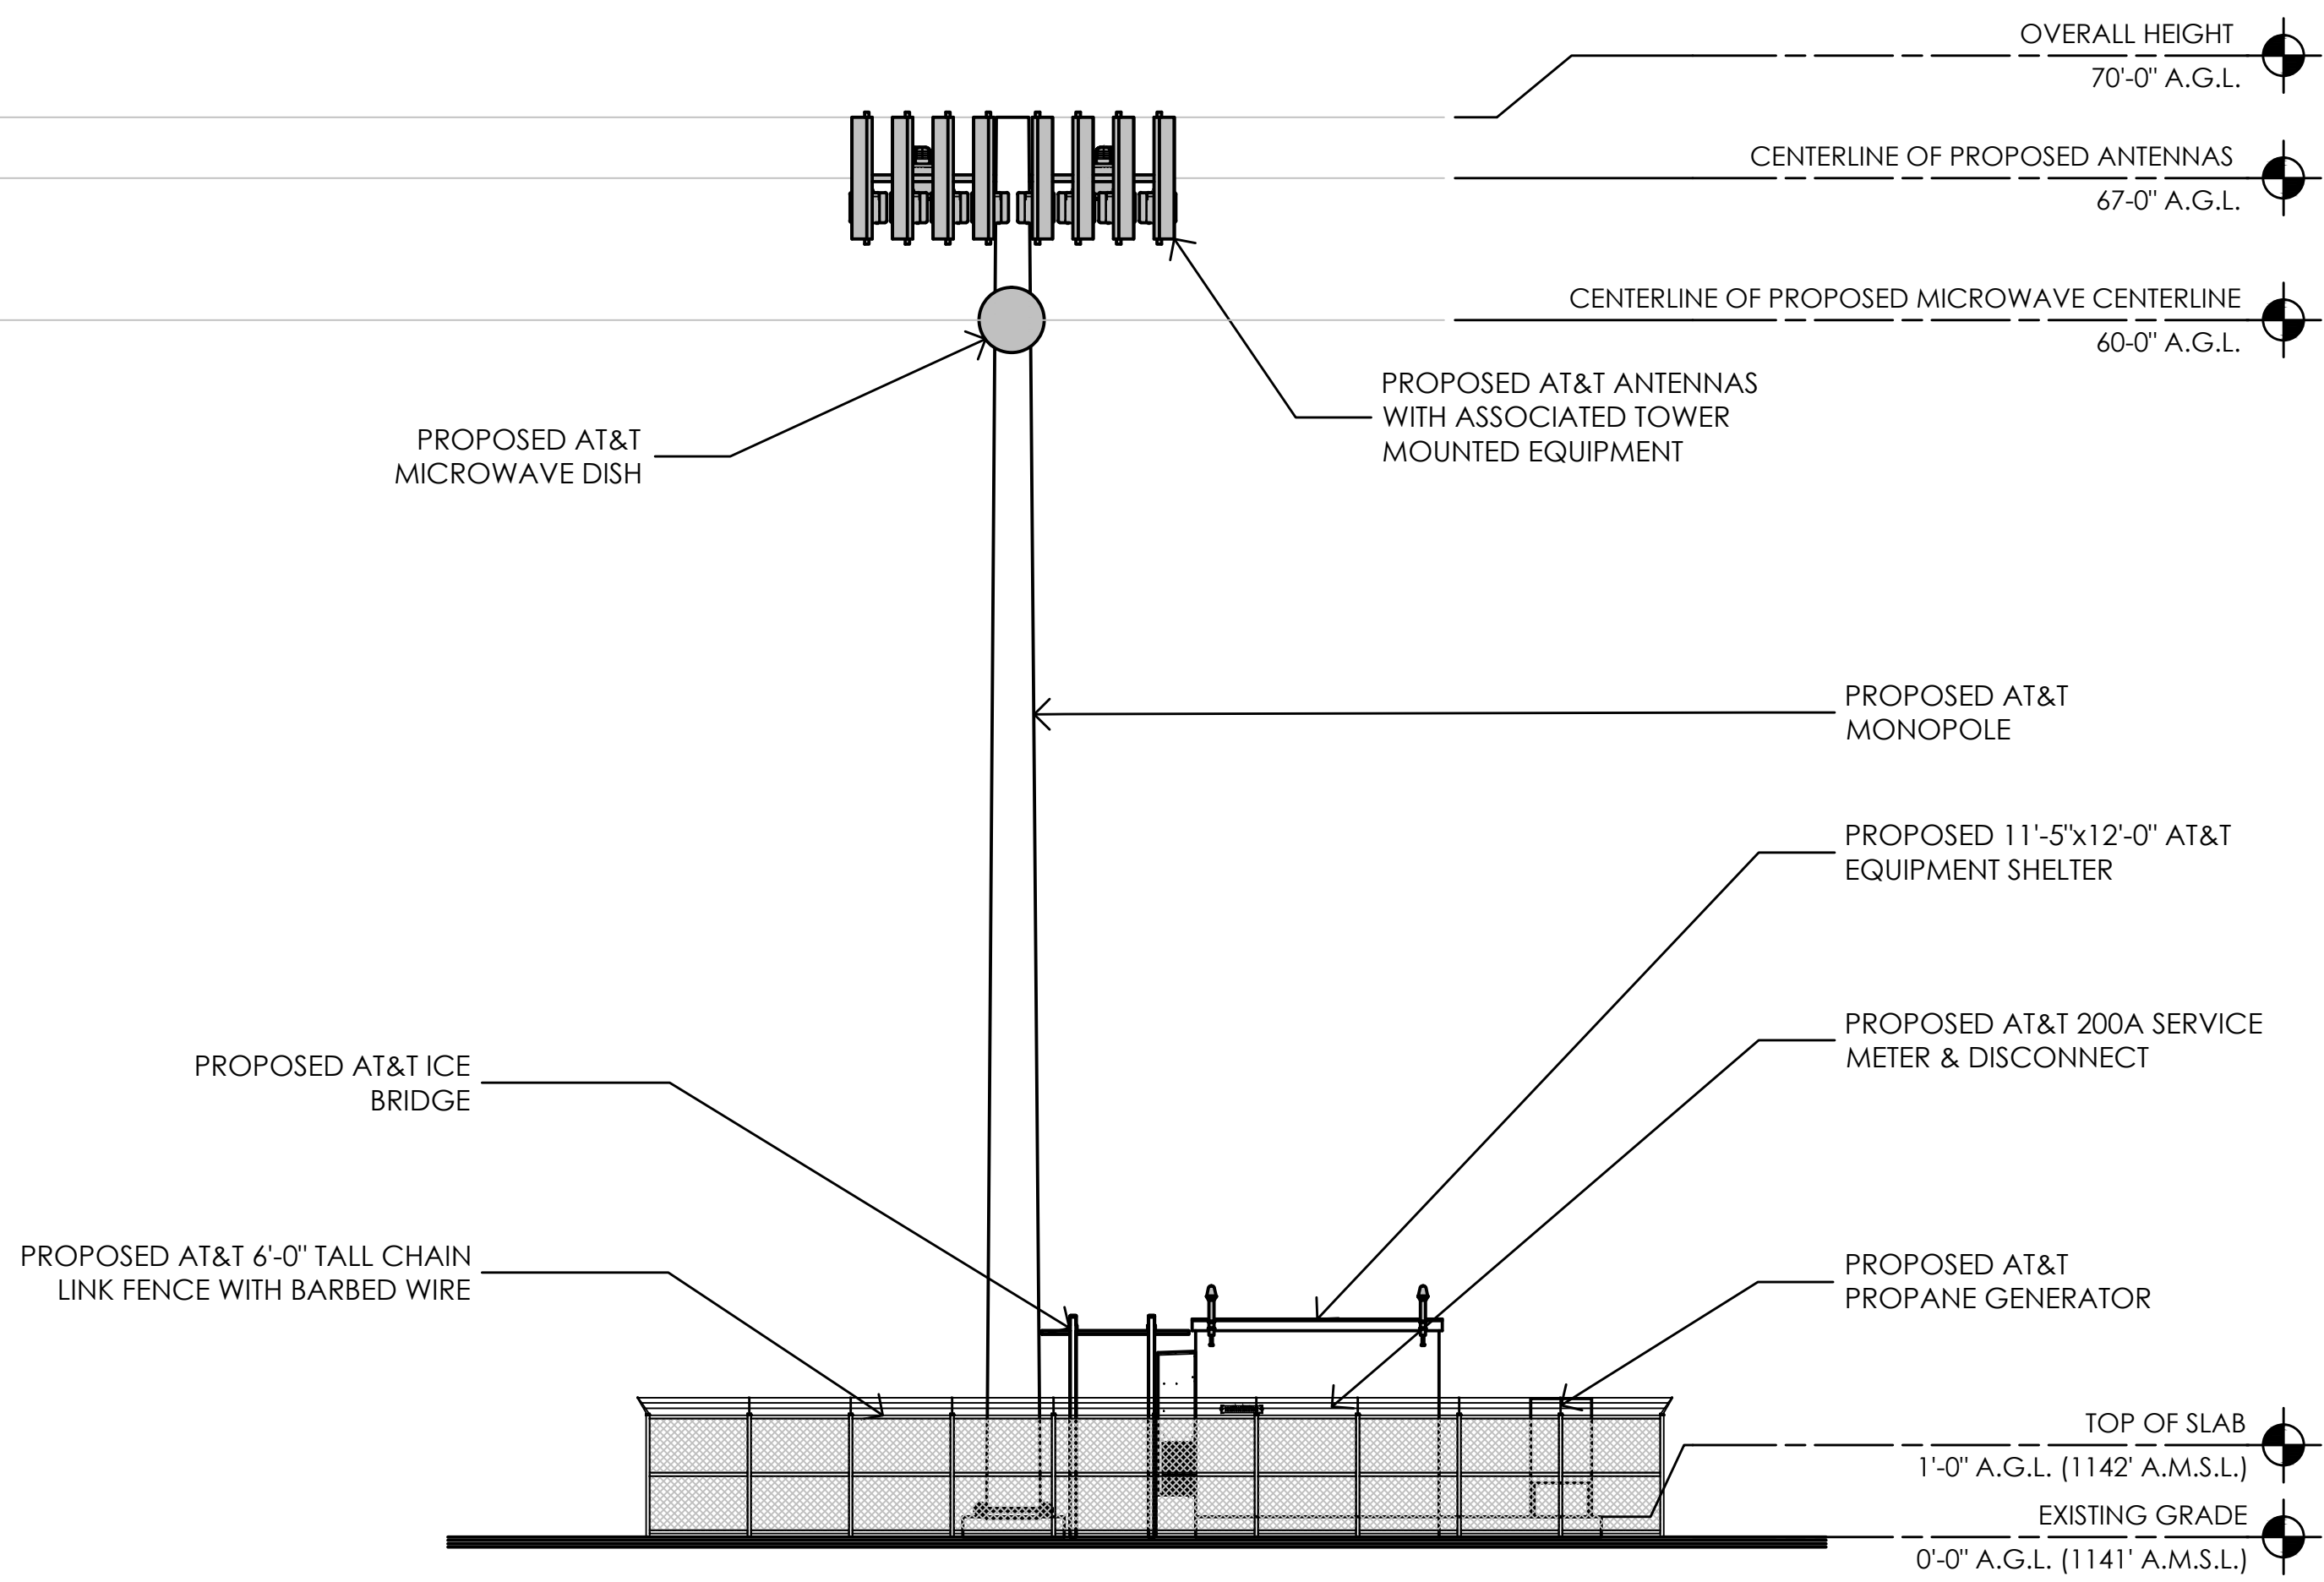 OVERALL HEIGHT
70'-0" A.G.L.
CENTERLINE OF PROPOSED ANTENNAS
67-0" A.G.L.
CENTERLINE OF PROPOSED MICROWAVE CENTERLINE
60-0" A.G.L.
PROPOSED AT&T ANTENNAS
WITH ASSOCIATED TOWER
MOUNTED EQUIPMENT
PROPOSED AT&T
MICROWAVE DISH
PROPOSED AT&T
MONOPOLE
PROPOSED 11'-5"x12'-0" AT&T
EQUIPMENT SHELTER
PROPOSED AT&T 200A SERVICE
METER & DISCONNECT
PROPOSED AT&T ICE
BRIDGE
PROPOSED AT&T 6'-0" TALL CHAIN
LINK FENCE WITH BARBED WIRE
PROPOSED AT&T
PROPANE GENERATOR
TOP OF SLAB
1'-0" A.G.L. (1142' A.M.S.L.)
EXISTING GRADE
0'-0" A.G.L. (1141' A.M.S.L.)